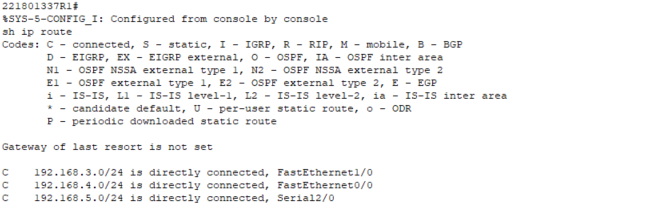 221801337R1#
%SYS-5-CONFIG_I: Configured from console by console
sh ip route
Codes: C - connected, S - static, I - IGRP, R - RIP, M - mobile, B - BGP
       D - EIGRP, EX - EIGRP external, O - OSPF, IA - OSPF inter area
       N1 - OSPF NSSA external type 1, N2 - OSPF NSSA external type 2
       E1 - OSPF external type 1, E2 - OSPF external type 2, E - EGP
       i - IS-IS, L1 - IS-IS level-1, L2 - IS-IS level-2, ia - IS-IS inter area
       * - candidate default, U - per-user static route, o - ODR
       P - periodic downloaded static route

Gateway of last resort is not set

C    192.168.3.0/24 is directly connected, FastEthernet1/0
C    192.168.4.0/24 is directly connected, FastEthernet0/0
C    192.168.5.0/24 is directly connected, Serial2/0